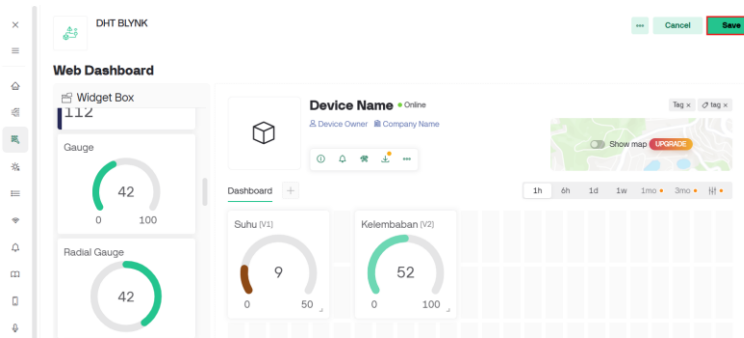 DHT BLYNK
Cancel
Save
Web Dashboard
Widget Box
112
Gauge
42
0 100
Radial Gauge
42
Device Name • Online
Device Owner Company Name
Tag × tag ×
Show map UPGRADE
Dashboard +
1h 6h 1d 1w 1mo • 3mo •
Suhu (V1)
9
0 50
Kelembaban (V2)
52
0 100